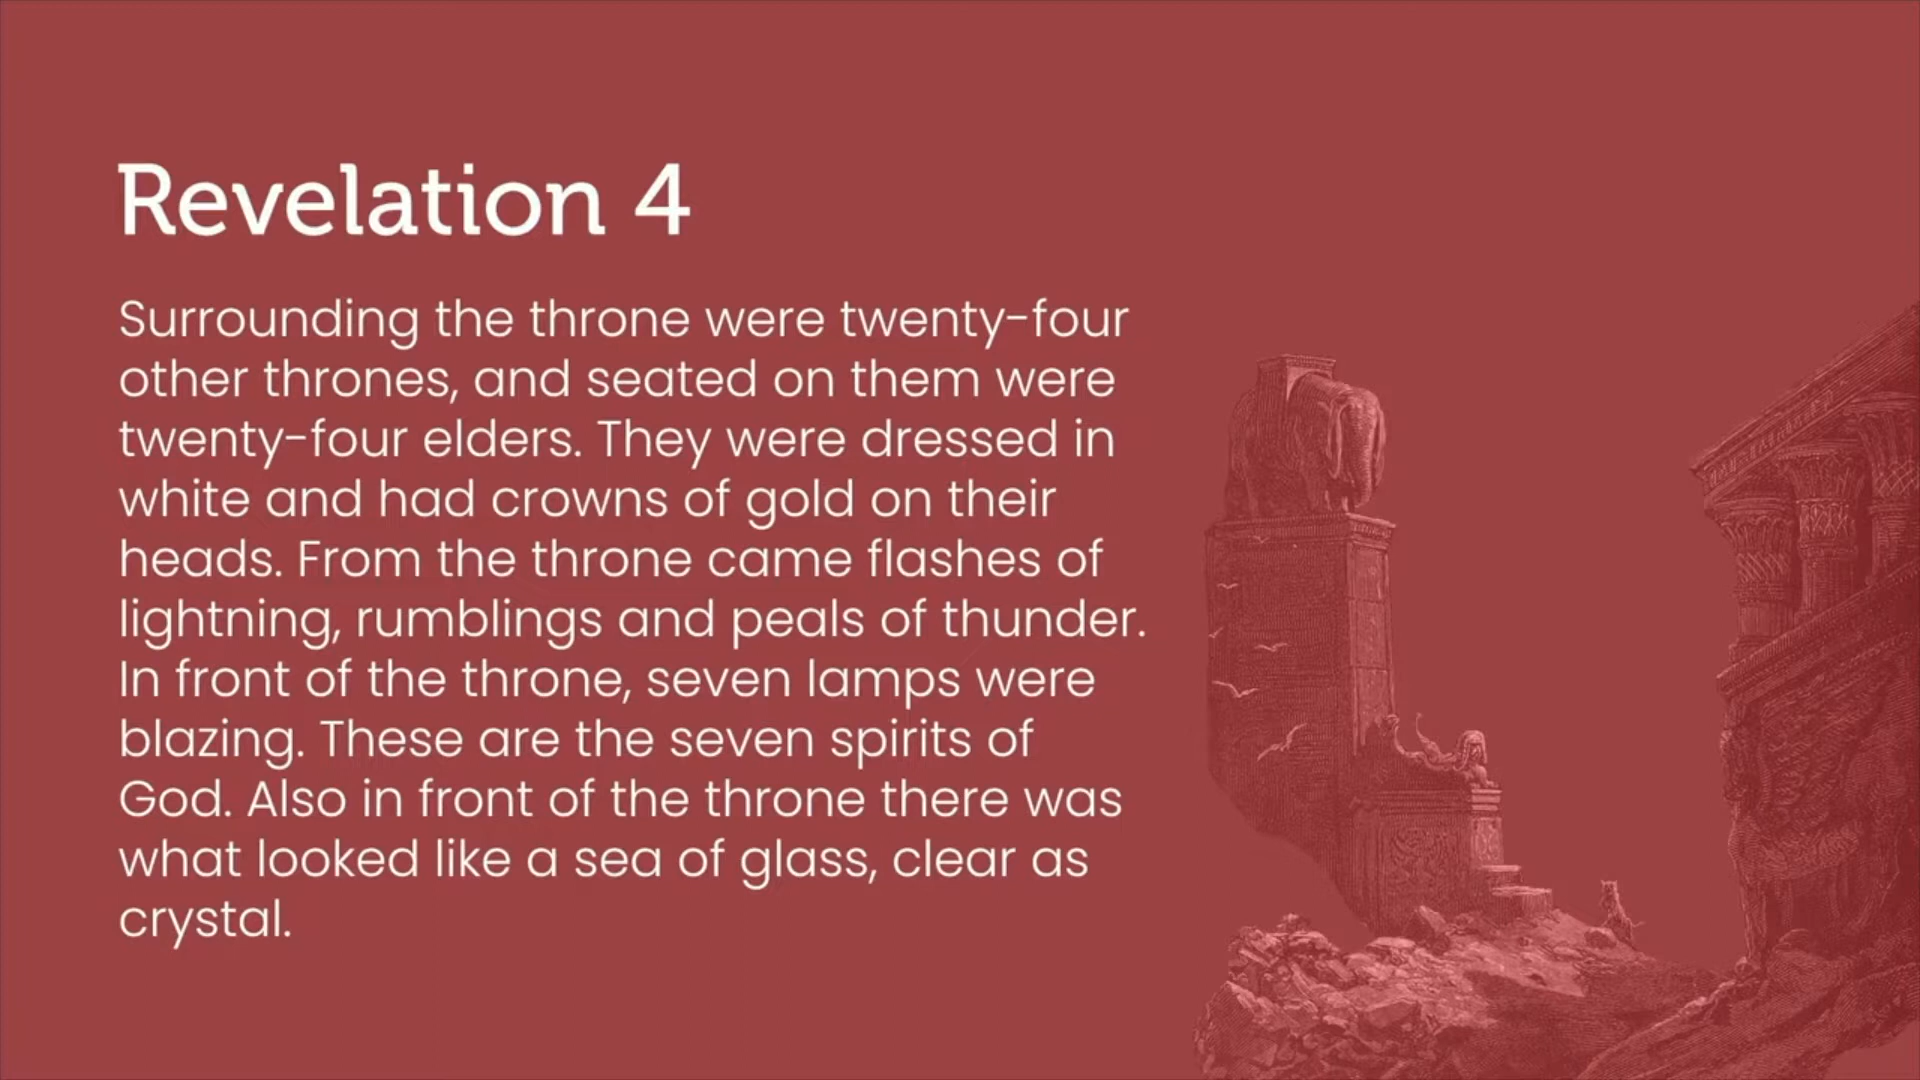 Revelation 4
Surrounding the throne were twenty-four
other thrones, and seated on them were
twenty-four elders. They were dressed in
white and had crowns of gold on their
heads. From the throne came flashes of
lightning, rumblings and peals of thunder.
In front of the throne, seven lamps were
blazing. These are the seven spirits of
God. Also in front of the throne there was
what looked like a sea of glass, clear as
crystal.